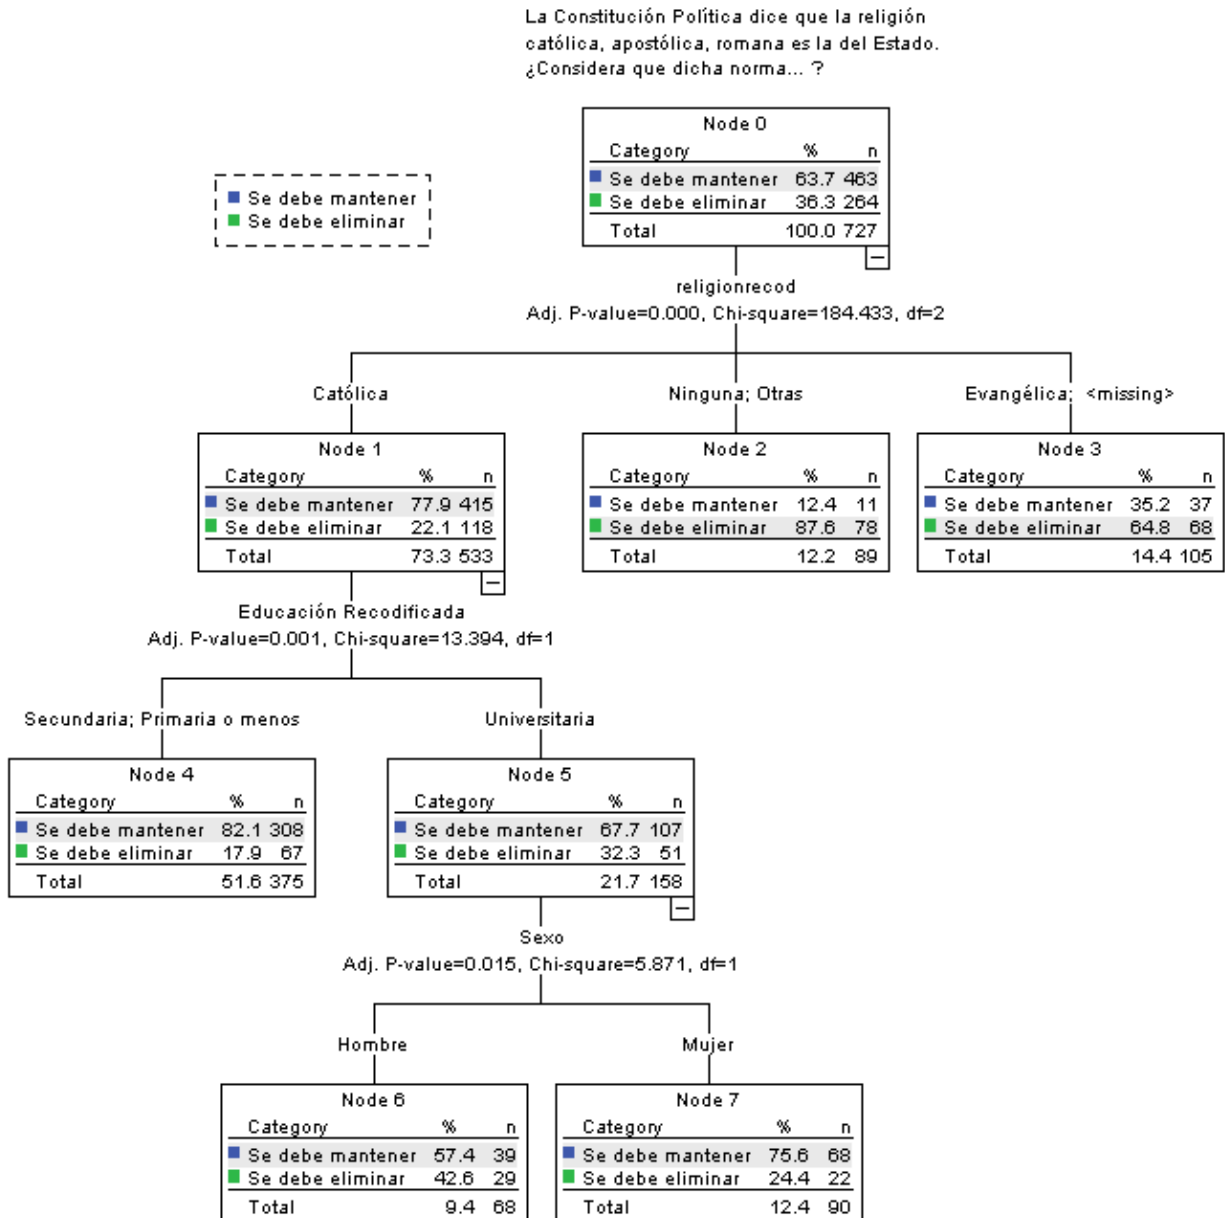 La Constitución Política dice que la religión
católica, apostólica, romana es la del Estado.
¿Considera que dicha norma... ?
Se debe mantener
Se debe eliminar
Node 0
Category % n
Se debe mantener 63.7 463
Se debe eliminar 36.3 264
Total 100.0 727
religionrecod
Adj. P-value=0.000, Chi-square=184.433, df=2
Católica
Ninguna; Otras
Evangélica; <missing>
Node 1
Category % n
Se debe mantener 77.9 415
Se debe eliminar 22.1 118
Total 73.3 533
Node 2
Category % n
Se debe mantener 12.4 11
Se debe eliminar 87.6 78
Total 12.2 89
Node 3
Category % n
Se debe mantener 35.2 37
Se debe eliminar 64.8 68
Total 14.4 105
Educación Recodificada
Adj. P-value=0.001, Chi-square=13.394, df=1
Secundaria; Primaria o menos
Universitaria
Node 4
Category % n
Se debe mantener 82.1 308
Se debe eliminar 17.9 67
Total 51.6 375
Node 5
Category % n
Se debe mantener 67.7 107
Se debe eliminar 32.3 51
Total 21.7 158
Sexo
Adj. P-value=0.015, Chi-square=5.871, df=1
Hombre
Mujer
Node 6
Category % n
Se debe mantener 57.4 39
Se debe eliminar 42.6 29
Total 9.4 68
Node 7
Category % n
Se debe mantener 75.6 68
Se debe eliminar 24.4 22
Total 12.4 90